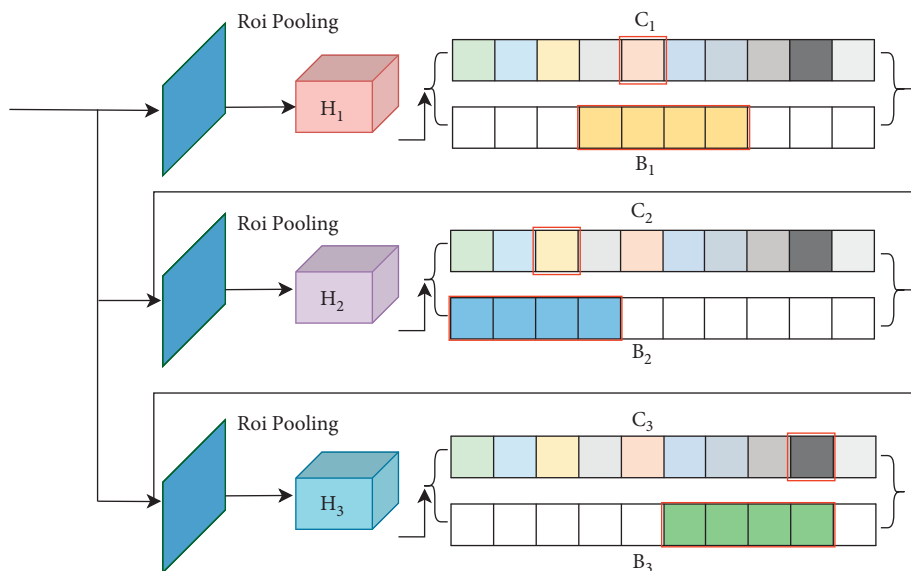 Roi Pooling
C₁
H₁
B₁
Roi Pooling
C₂
H₂
B₂
Roi Pooling
C₃
H₃
B₃